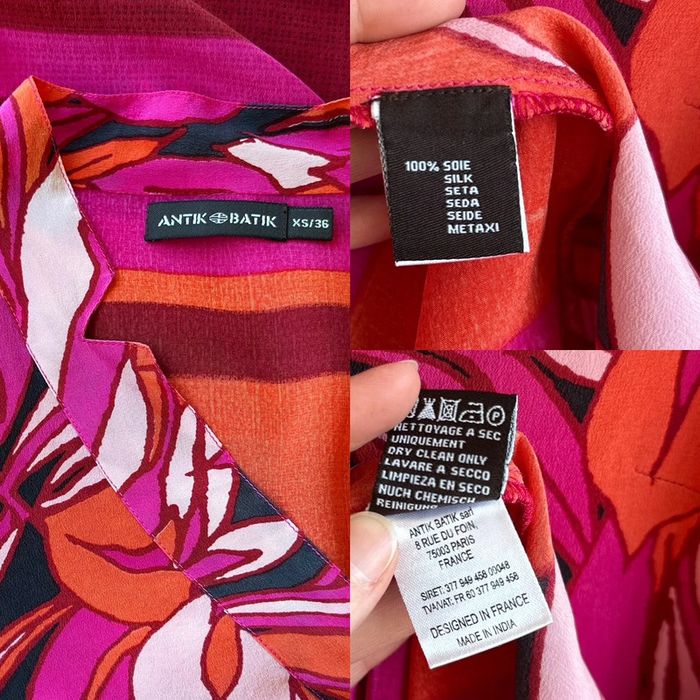 ANTIK BATIK XS/36
100% SOIE
SILK
SETA
SEDA
SEIDE
METAXI
P
NETTOYAGE A SEC
UNIQUEMENT
DRY CLEAN ONLY
LAVARE A SECCO
LIMPIEZA EN SECO
NUCH CHEMISCH
REINIGUNG
ANTIK BATIK sarl
8 RUE DU FOIN,
75003 PARIS
FRANCE
SIRET: 377 949 458 00048
TVA/VAT: FR 60 377 949 458
DESIGNED IN FRANCE
MADE IN INDIA